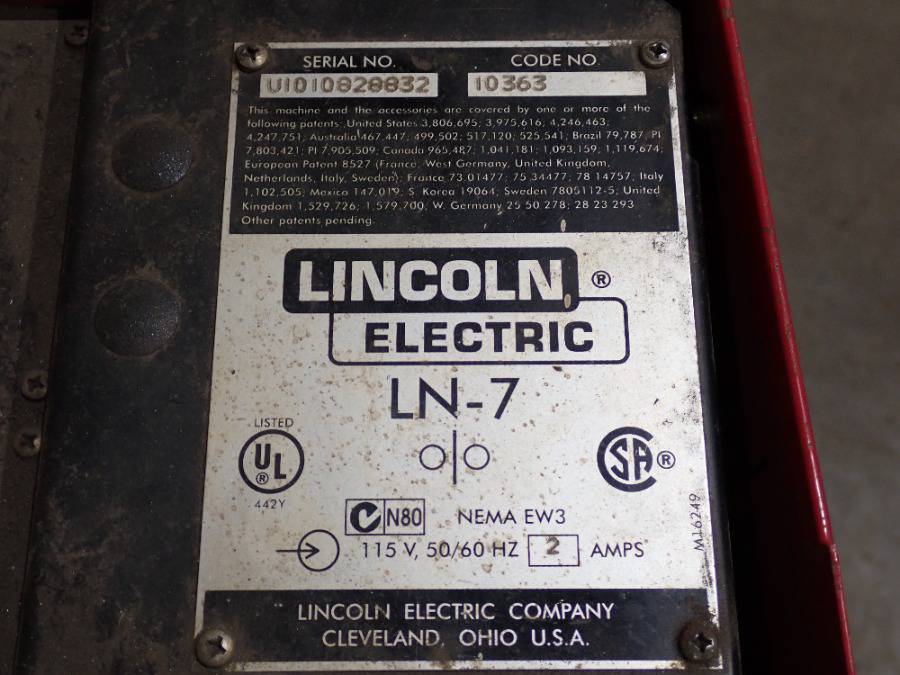 SERIAL NO. CODE NO
U1010828832 10363
This machine and the accessories are covered by one or more of the
following patents: United States 3,806,695; 3,975,616; 4,246,463;
4,247,751; Australia 467,447; 499,502; 517,120; 525,541; Brazil 79,787, PI
7,803,421; PI 7,905,509; Canada 965,487; 1,041,181; 1,093,159; 1,119,674;
European Patent 8527 (France, West Germany, United Kingdom,
Netherlands, Italy, Sweden); France 73.01477; 75,34477; 78 14757; Italy
1,102,505; Mexico 147,019; S. Korea 19064; Sweden 7805112-5; United
Kingdom 1,529,726; 1,579,700, W. Germany 25 50 278; 28 23 293
Other patents pending.
LINCOLN ®
ELECTRIC
LN-7
LISTED
UL ®
442Y
SA ®
N80 NEMA EW3
115 V, 50/60 HZ 2 AMPS
M16249
LINCOLN ELECTRIC COMPANY
CLEVELAND, OHIO U.S.A.